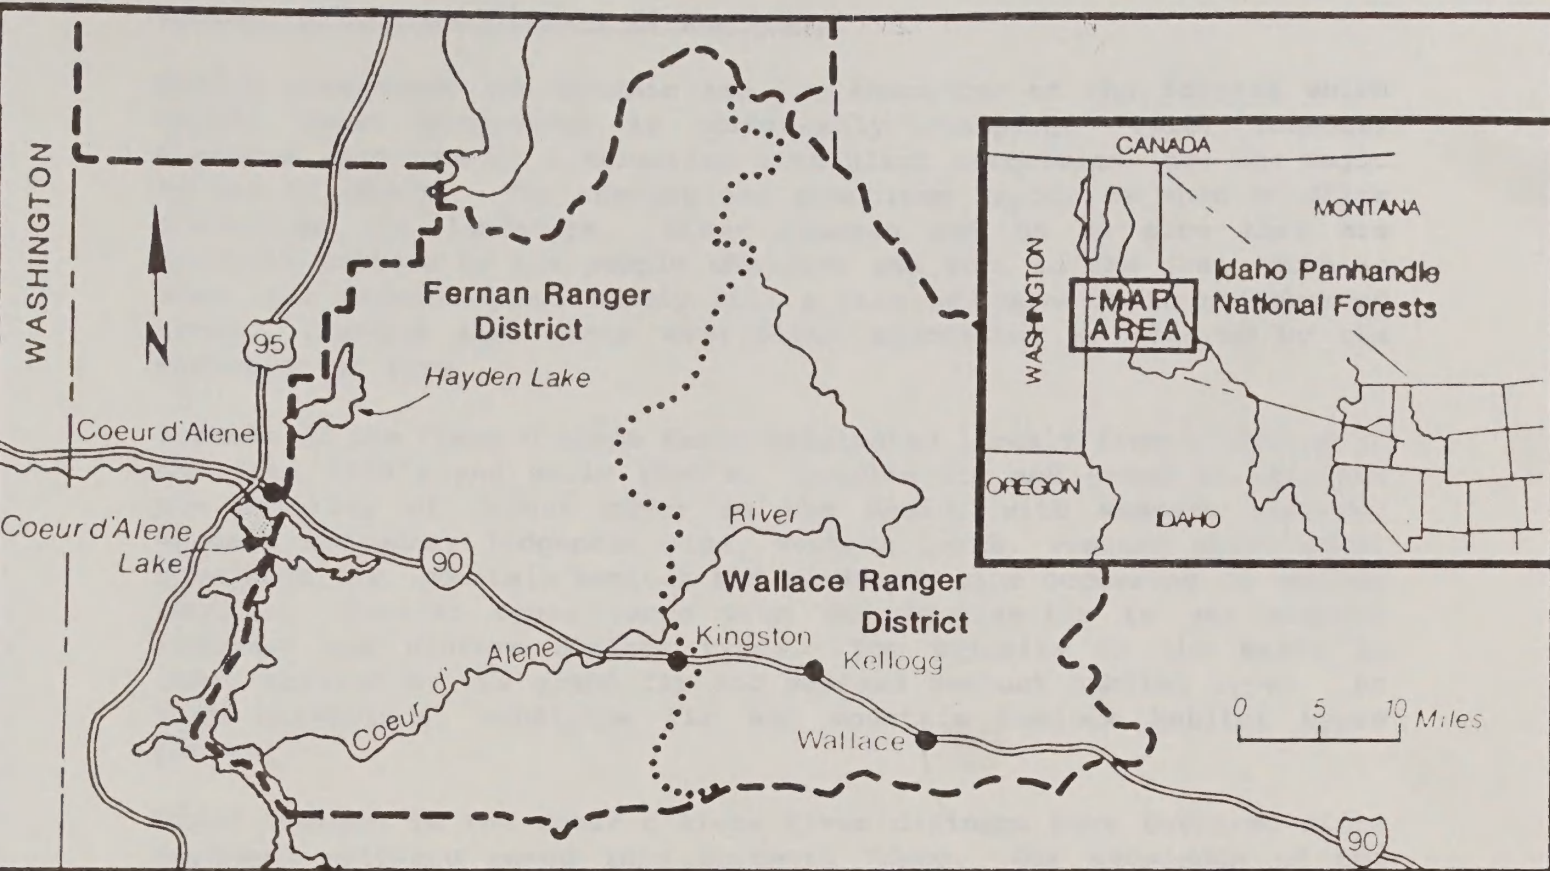 WASHINGTON
N
95
Fernan Ranger
District
Hayden Lake
Coeur d'Alene
Coeur d'Alene
Lake
90
River
Wallace Ranger
District
Coeur d' Alene
Kingston
Kellogg
Wallace
0 5 10 Miles
90
CANADA
MONTANA
WASHINGTON
Idaho Panhandle
National Forests
MAP
AREA
OREGON
IDAHO